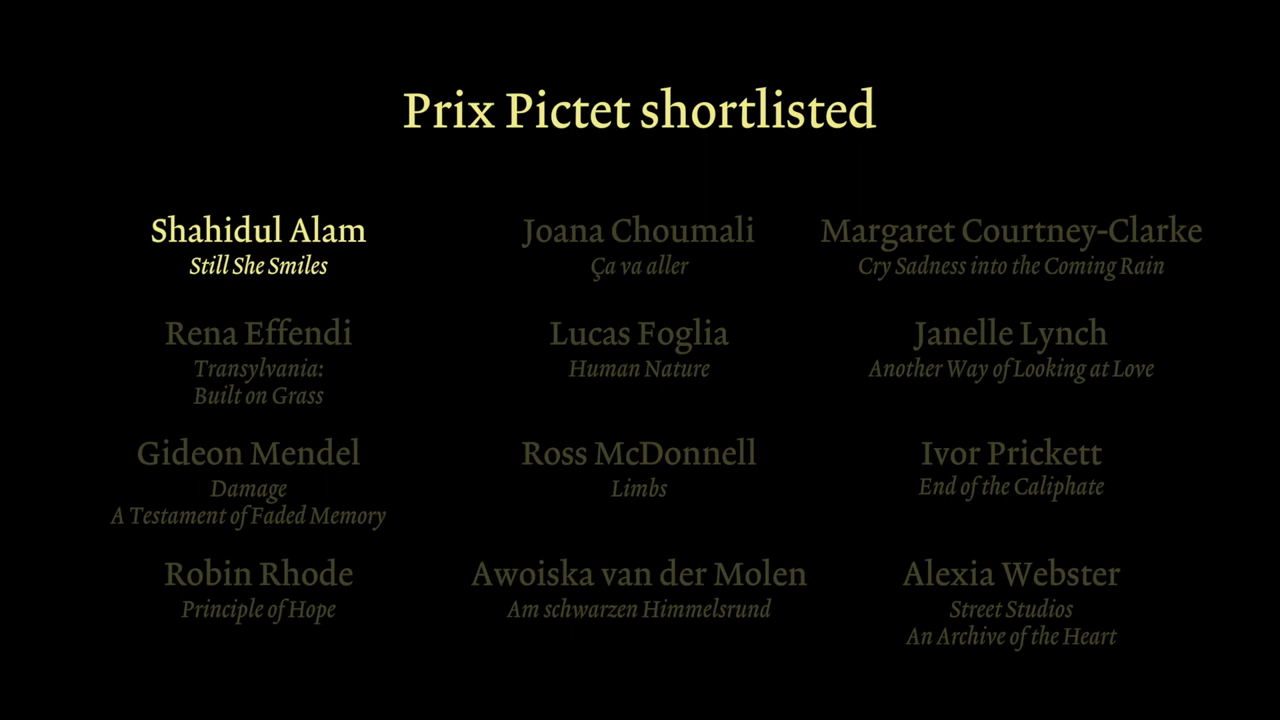 Prix Pictet shortlisted
Shahidul Alam
Still She Smiles
Joana Choumali
Ça va aller
Margaret Courtney-Clarke
Cry Sadness into the Coming Rain
Rena Effendi
Transylvania:
Built on Grass
Lucas Foglia
Human Nature
Janelle Lynch
Another Way of Looking at Love
Gideon Mendel
Damage
A Testament of Faded Memory
Ross McDonnell
Limbs
Ivor Prickett
End of the Caliphate
Robin Rhode
Principle of Hope
Awoiska van der Molen
Am schwarzen Himmelsrund
Alexia Webster
Street Studios
An Archive of the Heart